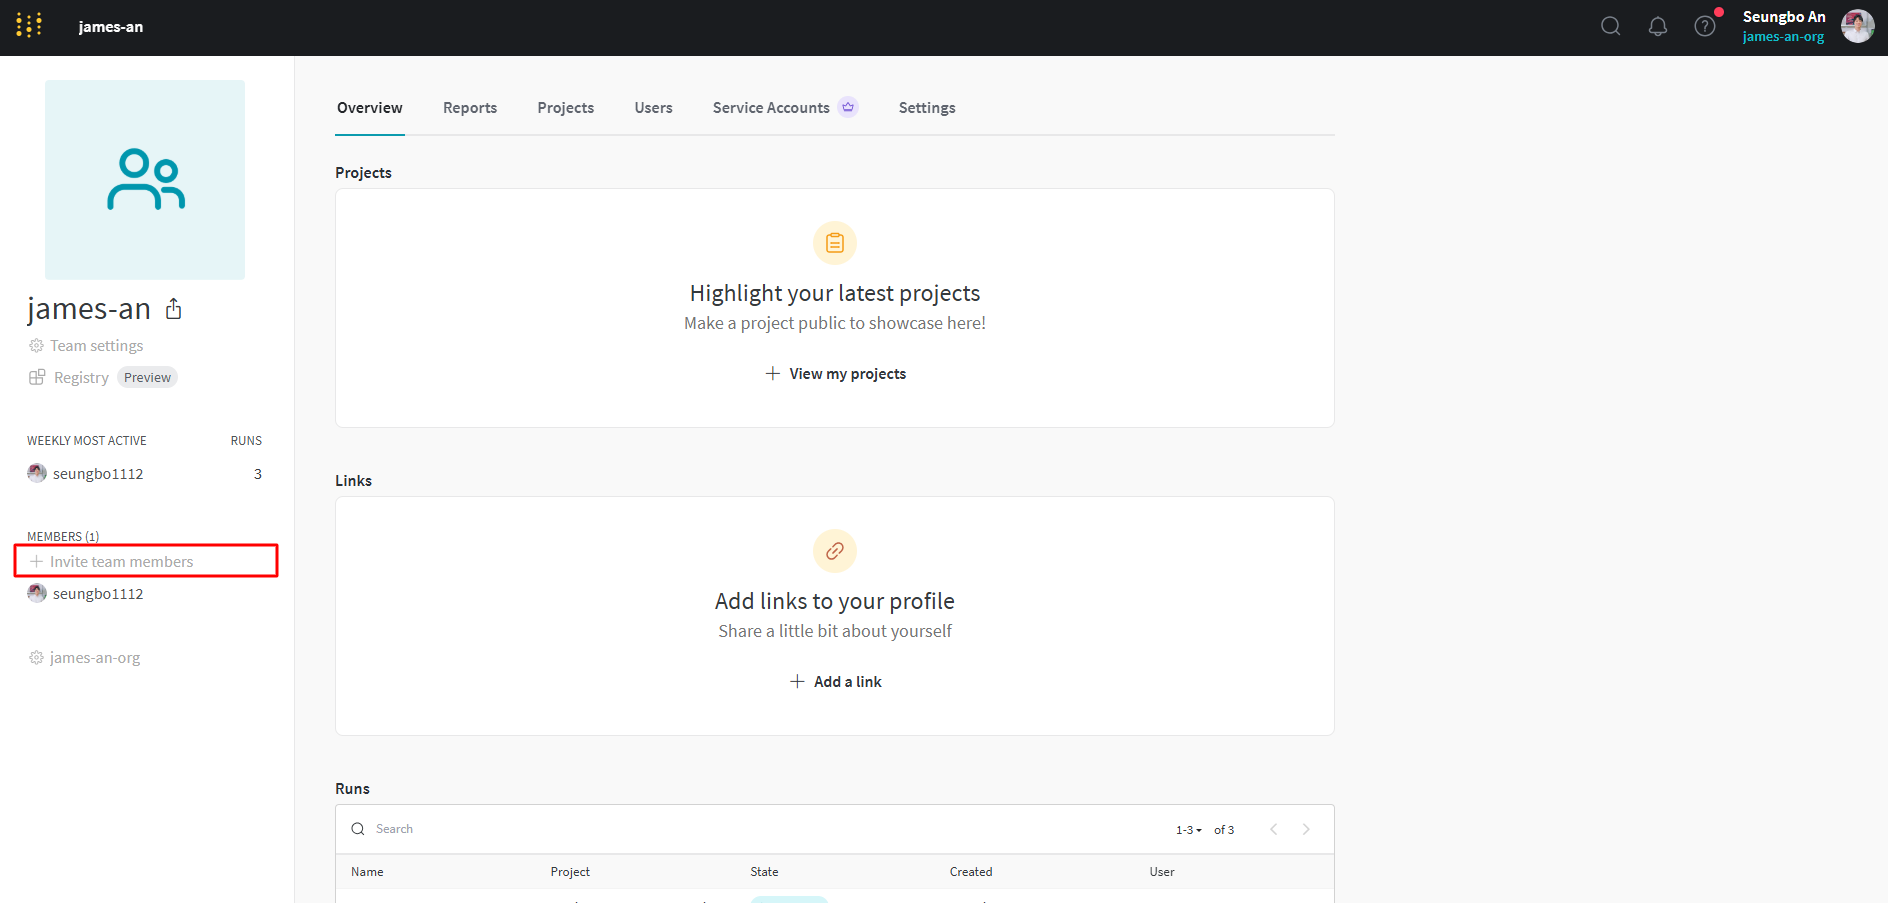 james-an
Seungbo An
james-an-org
james-an
Team settings
Registry Preview
WEEKLY MOST ACTIVE RUNS
seungbo1112 3
MEMBERS (1)
Invite team members
seungbo1112
james-an-org
Overview Reports Projects Users Service Accounts Settings
Projects
Highlight your latest projects
Make a project public to showcase here!
View my projects
Links
Add links to your profile
Share a little bit about yourself
Add a link
Runs
Search 1-3 of 3
Name Project State Created User